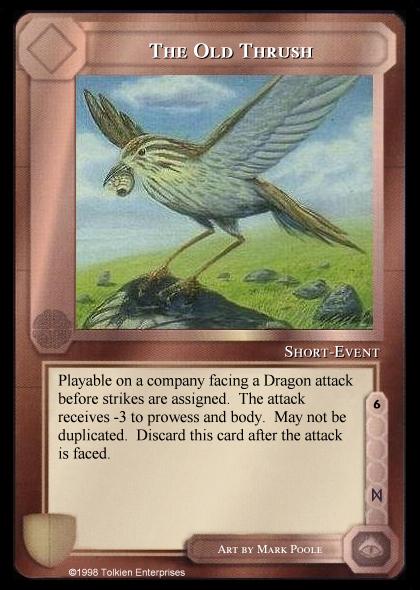 The Old Thrush
Short-Event
Playable on a company facing a Dragon attack
before strikes are assigned. The attack
receives -3 to prowess and body. May not be
duplicated. Discard this card after the attack
is faced.
6
ᛞ
Art by Mark Poole
©1998 Tolkien Enterprises